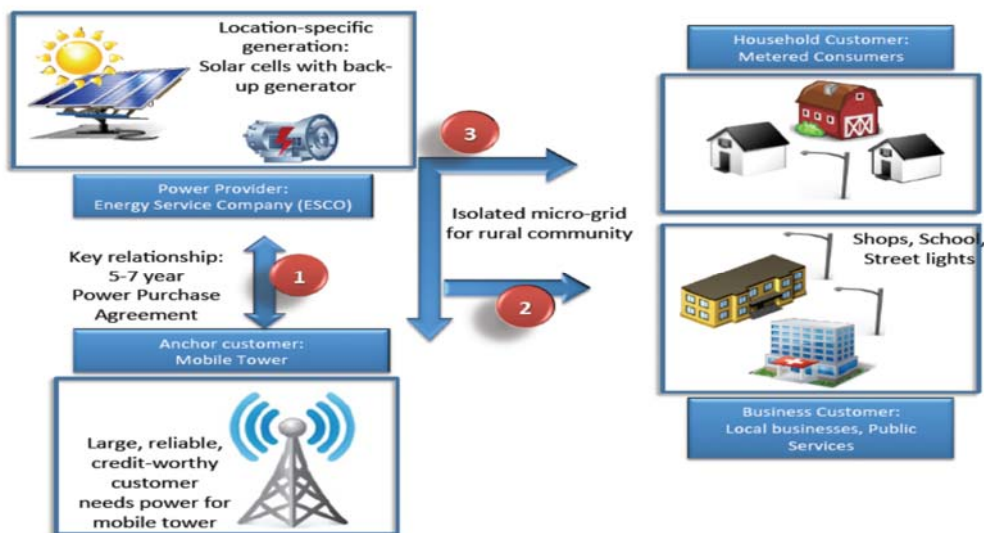 Location-specific
generation:
Solar cells with back-
up generator
Power Provider:
Energy Service Company (ESCO)
Key relationship:
5-7 year
Power Purchase
Agreement
1
Anchor customer:
Mobile Tower
Large, reliable,
credit-worthy
customer
needs power for
mobile tower
3
Isolated micro-grid
for rural community
2
Household Customer:
Metered Consumers
Shops, School,
Street lights
Business Customer:
Local businesses, Public
Services